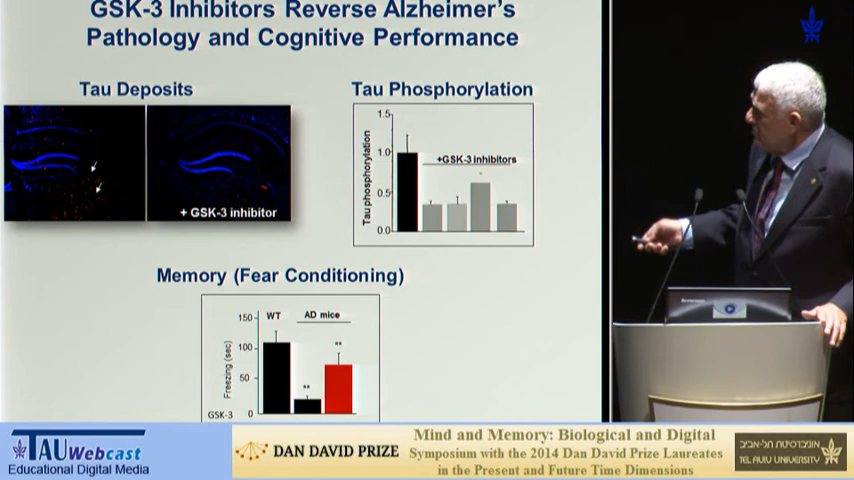 GSK-3 Inhibitors Reverse Alzheimer's
Pathology and Cognitive Performance
Tau Deposits
+ GSK-3 inhibitor
Tau Phosphorylation
Tau phosphorylation
1.5
1.0
0.5
0.0
+GSK-3 inhibitors
Memory (Fear Conditioning)
Freezing (sec)
150
100
50
0
WT
AD mice
**
**
GSK-3
TAU Webcast
Educational Digital Media
DAN DAVID PRIZE
Mind and Memory: Biological and Digital
Symposium with the 2014 Dan David Prize Laureates
in the Present and Future Time Dimensions
אוניברסיטת תל-אביב
TEL AVIV UNIVERSITY